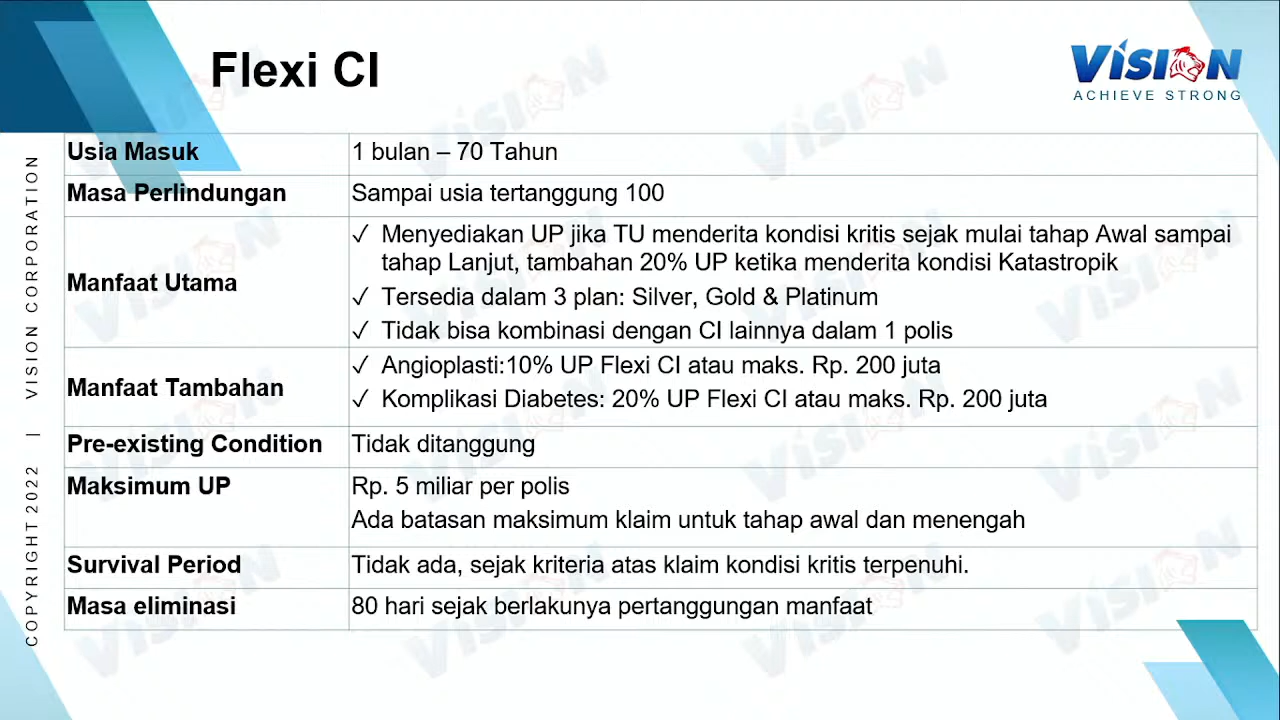 Flexi CI
VISION
ACHIEVE STRONG
Usia Masuk
1 bulan – 70 Tahun
Masa Perlindungan
Sampai usia tertanggung 100
Manfaat Utama
✓ Menyediakan UP jika TU menderita kondisi kritis sejak mulai tahap Awal sampai
tahap Lanjut, tambahan 20% UP ketika menderita kondisi Katastropik
✓ Tersedia dalam 3 plan: Silver, Gold & Platinum
✓ Tidak bisa kombinasi dengan CI lainnya dalam 1 polis
Manfaat Tambahan
✓ Angioplasti:10% UP Flexi CI atau maks. Rp. 200 juta
✓ Komplikasi Diabetes: 20% UP Flexi CI atau maks. Rp. 200 juta
Pre-existing Condition
Tidak ditanggung
Maksimum UP
Rp. 5 miliar per polis
Ada batasan maksimum klaim untuk tahap awal dan menengah
Survival Period
Tidak ada, sejak kriteria atas klaim kondisi kritis terpenuhi.
Masa eliminasi
80 hari sejak berlakunya pertanggungan manfaat
COPYRIGHT 2022 | VISION CORPORATION